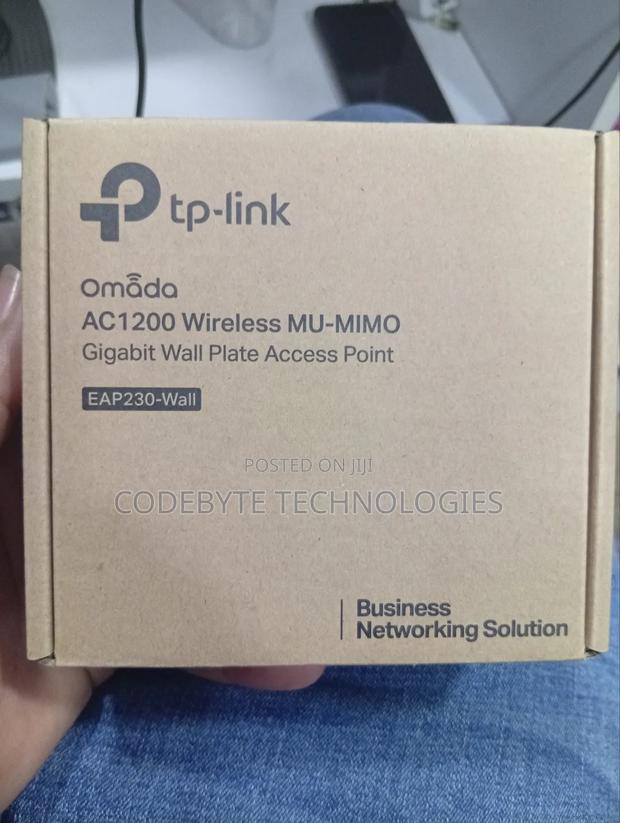 tp-link
omada
AC1200 Wireless MU-MIMO
Gigabit Wall Plate Access Point
EAP230-Wall
POSTED ON JIJI
CODEBYTE TECHNOLOGIES
Business
Networking Solution